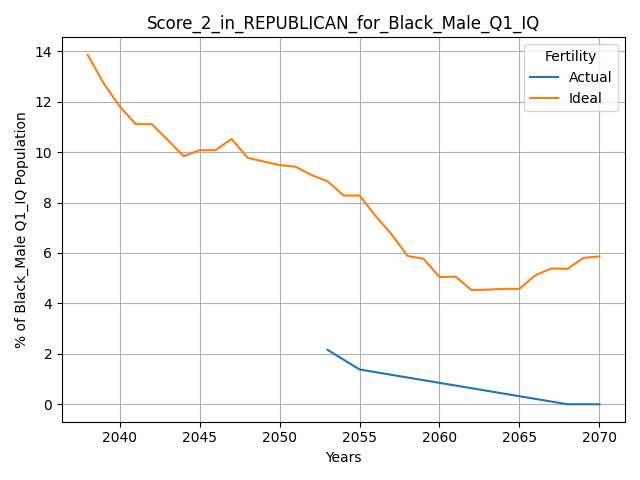 Score_2_in_REPUBLICAN_for_Black_Male_Q1_IQ
Fertility
Actual
Ideal
% of Black_Male Q1_IQ Population
14
12
10
8
6
4
2
0
2040 2045 2050 2055 2060 2065 2070
Years